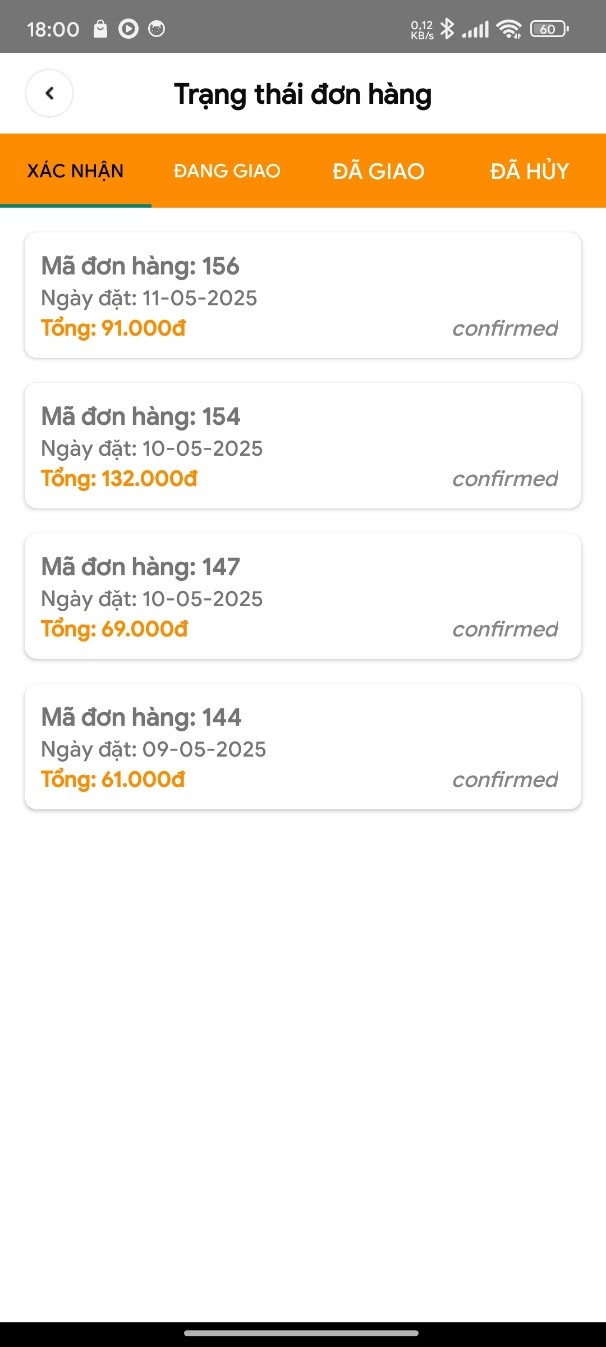 18:00
0,12
KB/s
60
Trạng thái đơn hàng
XÁC NHẬN ĐANG GIAO ĐÃ GIAO ĐÃ HỦY
Mã đơn hàng: 156
Ngày đặt: 11-05-2025
Tổng: 91.000đ confirmed
Mã đơn hàng: 154
Ngày đặt: 10-05-2025
Tổng: 132.000đ confirmed
Mã đơn hàng: 147
Ngày đặt: 10-05-2025
Tổng: 69.000đ confirmed
Mã đơn hàng: 144
Ngày đặt: 09-05-2025
Tổng: 61.000đ confirmed